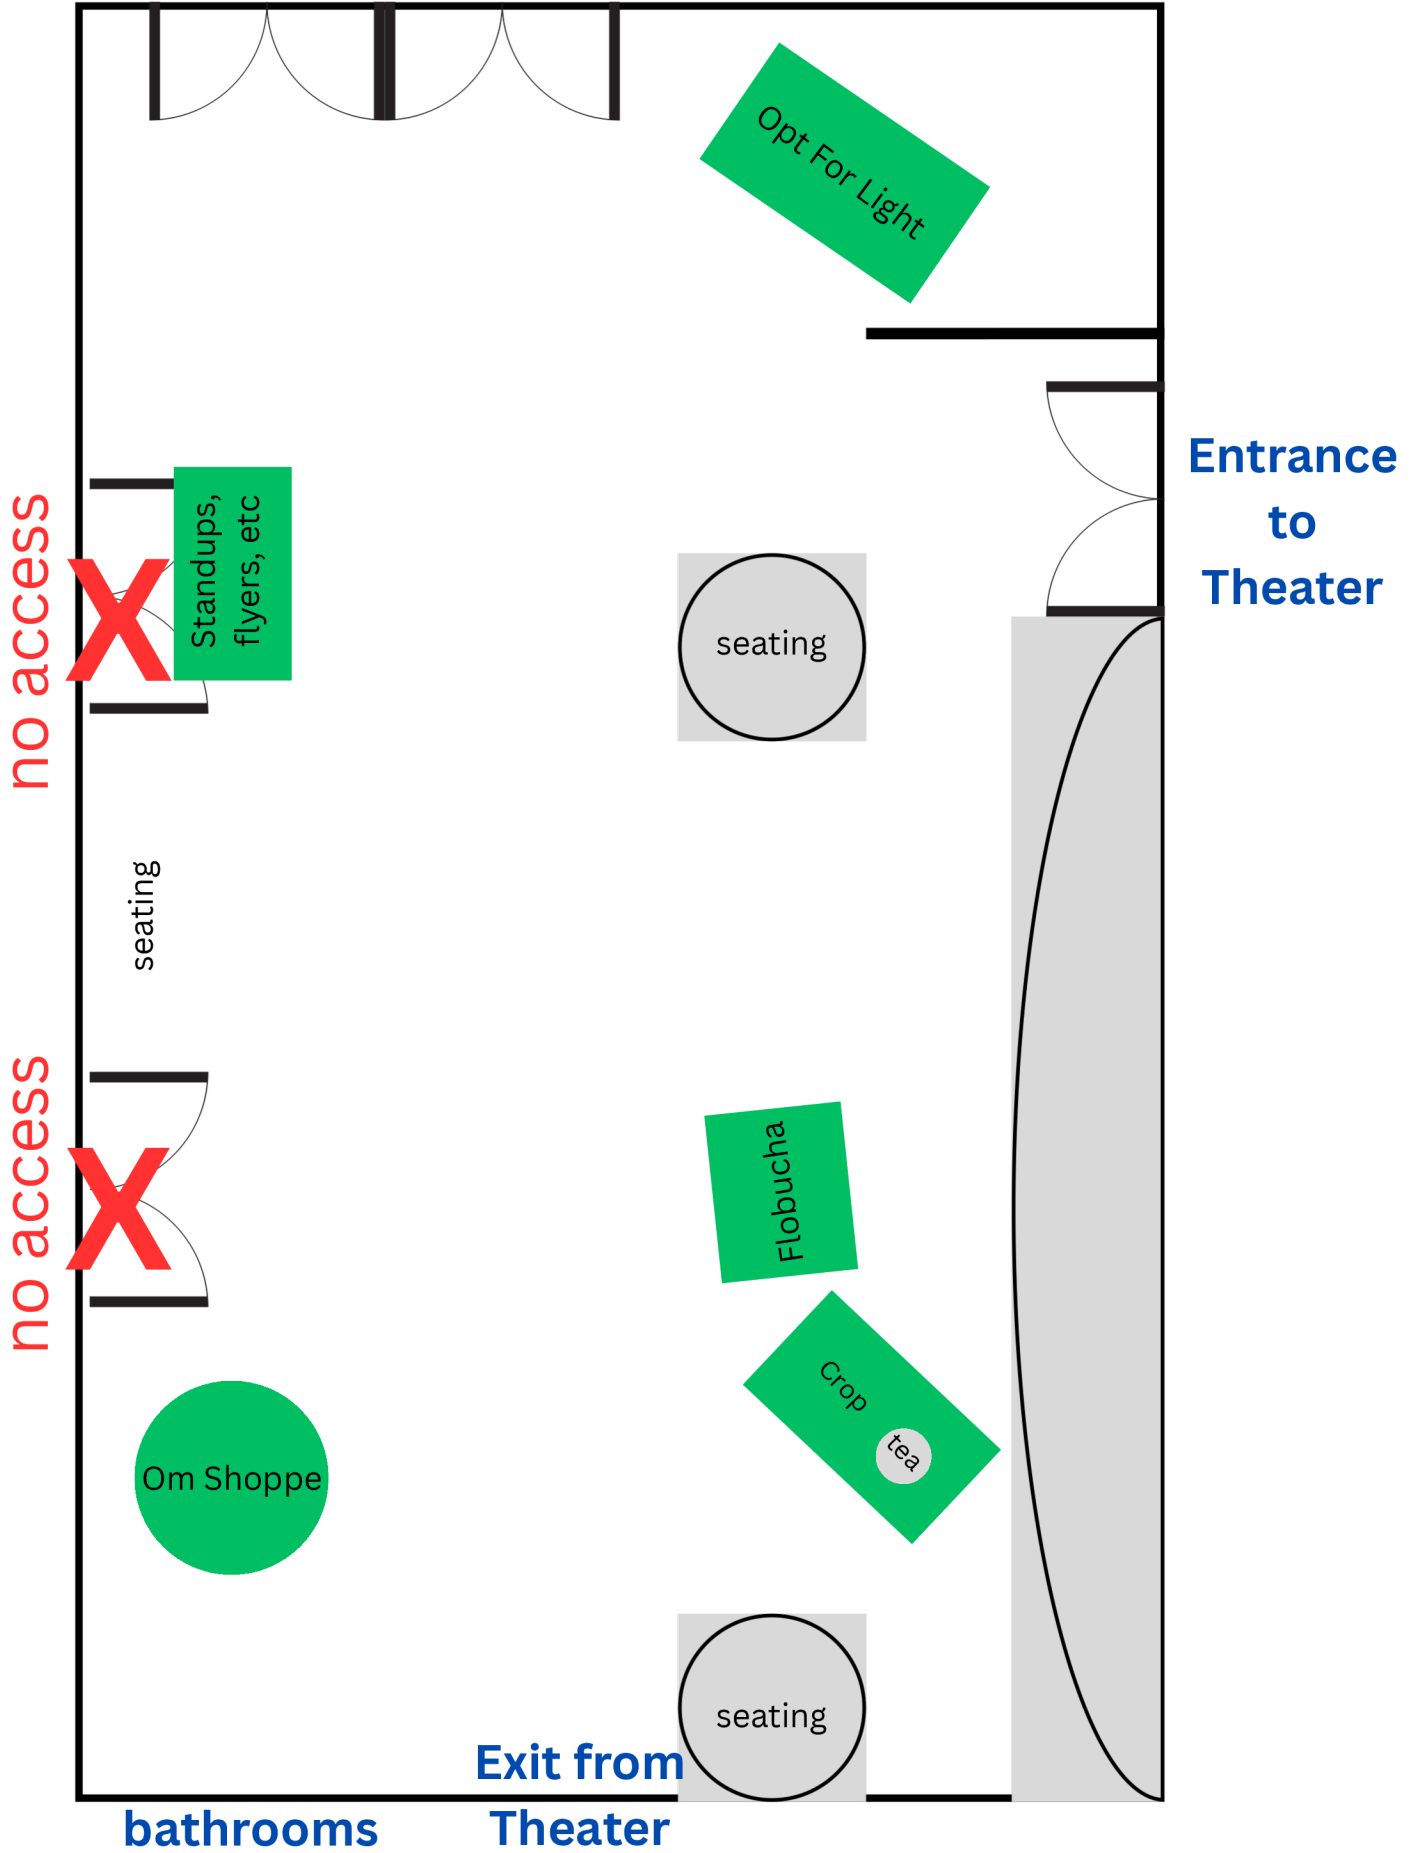 Opt For Light
Entrance
to
Theater
no access
X
Standups,
flyers, etc
seating
seating
no access
X
Flobucha
Crop
tea
Om Shoppe
seating
Exit from
Theater
bathrooms